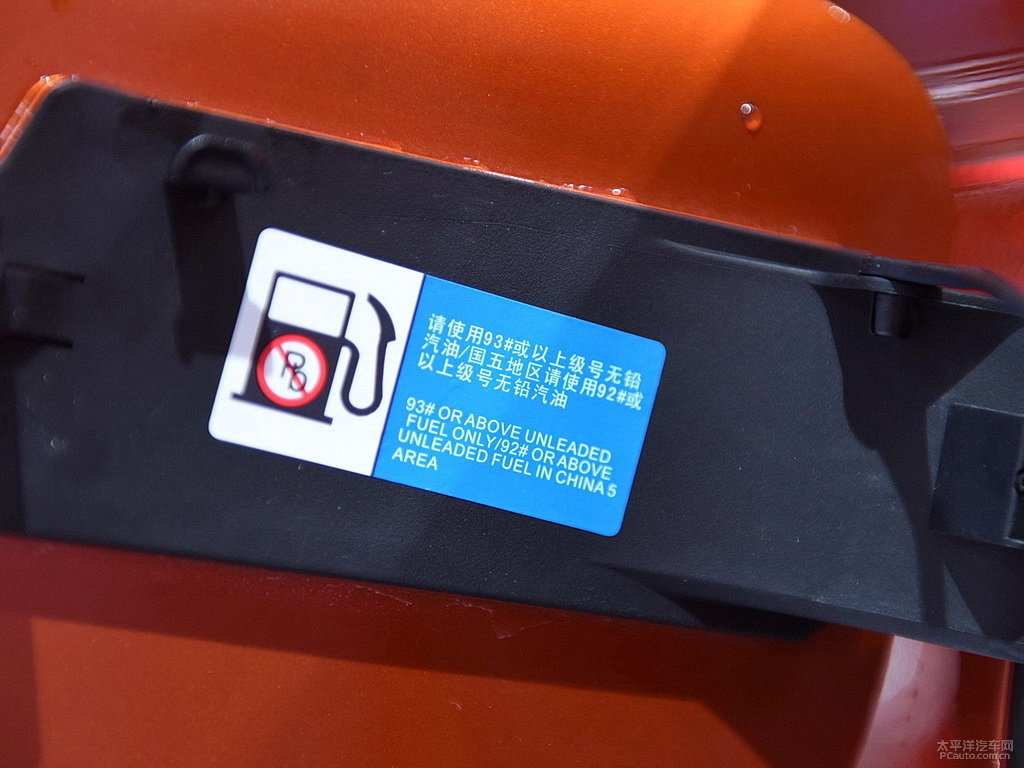 请使用93#或以上级号无铅
汽油/国五地区请使用92#或
以上级号无铅汽油
93# OR ABOVE UNLEADED
FUEL ONLY/92# OR ABOVE
UNLEADED FUEL IN CHINA 5
AREA
Pb
太平洋汽车网
PCauto.com.cn